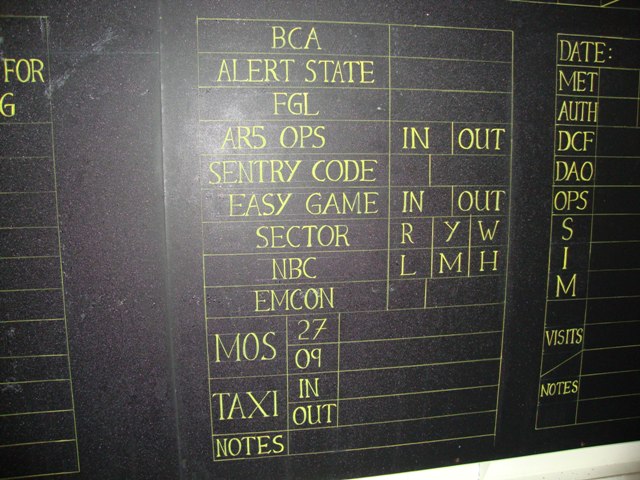 FOR
G
BCA
ALERT STATE
FGL
AR5 OPS IN OUT
SENTRY CODE
EASY GAME IN OUT
SECTOR R Y W
NBC L M H
EMCON
MOS 27
09
TAXI IN
OUT
NOTES
DATE:
MET
AUTH
DCF
DAO
OPS
S
I
M
VISITS
NOTES